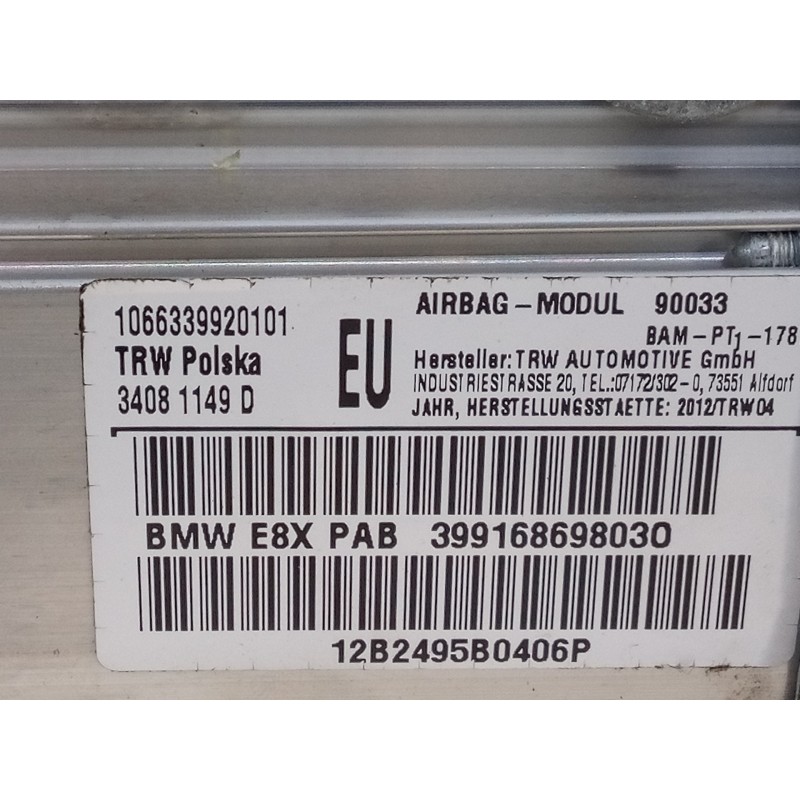 1066339920101
TRW Polska
3408 1149 D
EU
AIRBAG-MODUL 90033
BAM-PT1-178
Hersteller: TRW AUTOMOTIVE GmbH
INDUSTRIESTRASSE 20, TEL.:07172/302-0, 73551 Alfdorf
JAHR, HERSTELLUNGSSTAETTE: 2012/TRW04
BMW E8X PAB 399168698030
12B2495B0406P